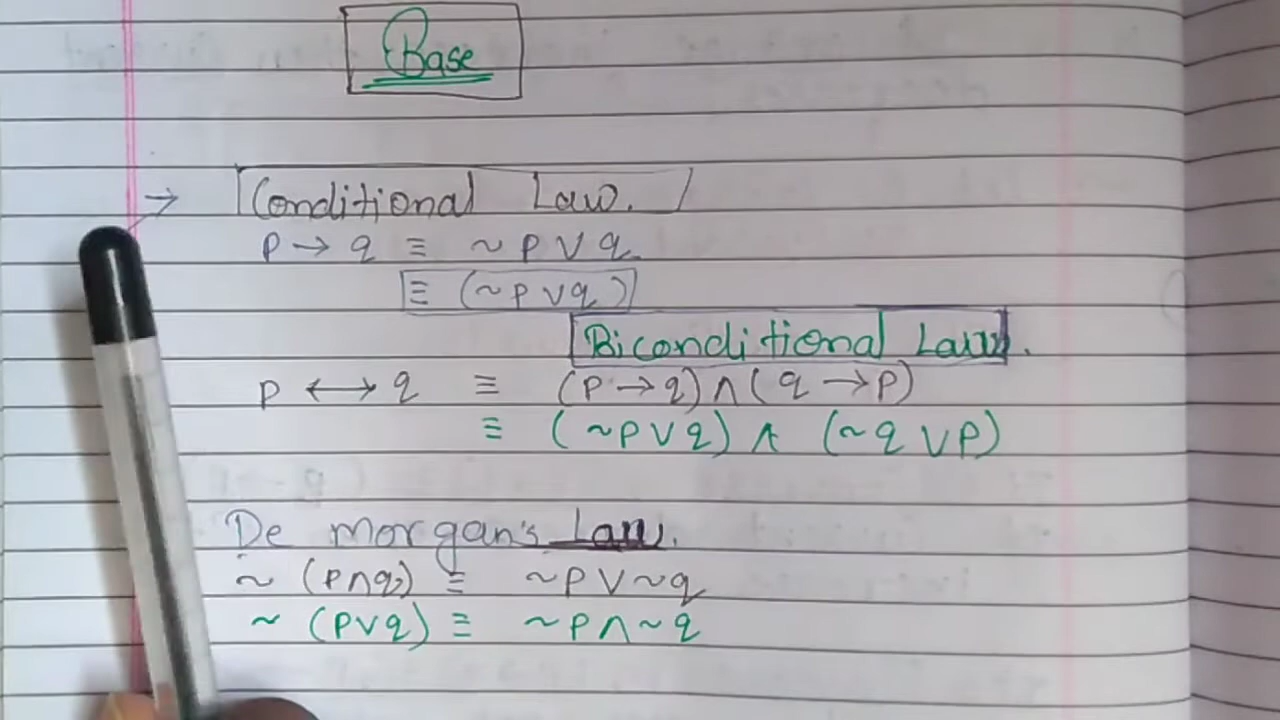 Base
→ Conditional Law.
p → q ≡ ~ p ∨ q
≡ (~p ∨ q)
Biconditional Law.
p ↔ q ≡ (p → q) ∧ ( q → p)
≡ (~p ∨ q) ∧ (~q ∨ p)
De morgan's Law.
~ (p∧q) ≡ ~p ∨ ~q
~ (p∨q) ≡ ~p ∧ ~q